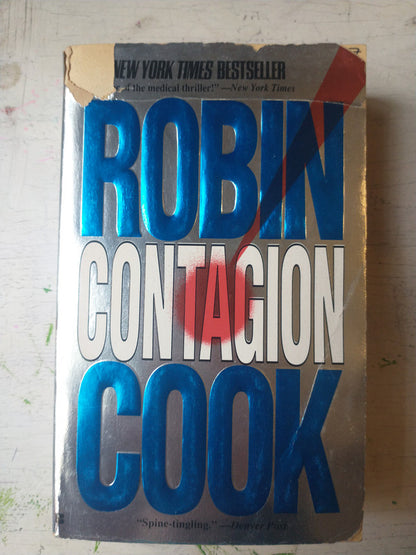 NEW YORK TIMES BESTSELLER
of the medical thriller!" —New York Times
ROBIN
CONTAGION
COOK
"Spine-tingling." —Denver Post